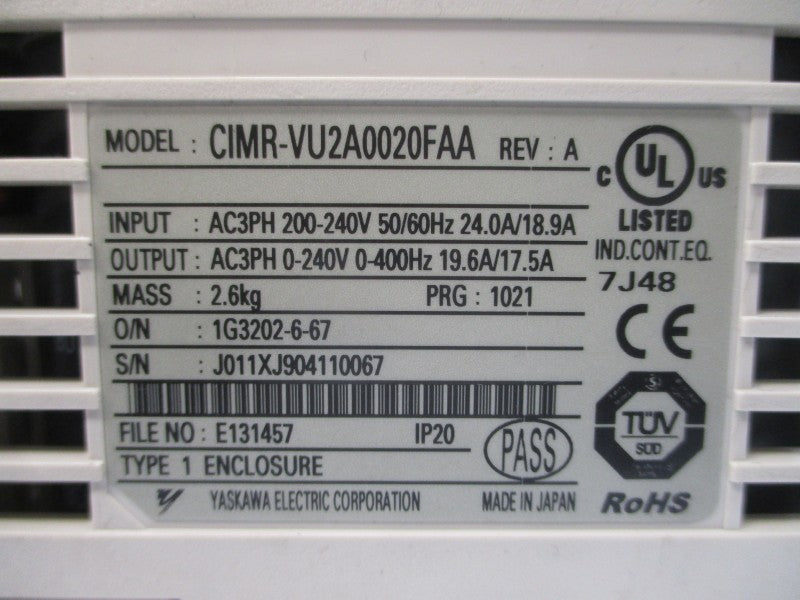 MODEL : CIMR-VU2A0020FAA REV : A
C UL US
LISTED
IND.CONT.EQ.
7J48
INPUT : AC3PH 200-240V 50/60Hz 24.0A/18.9A
OUTPUT : AC3PH 0-240V 0-400Hz 19.6A/17.5A
MASS : 2.6kg PRG : 1021
O/N : 1G3202-6-67
S/N : J011XJ904110067
CE
FILE NO : E131457 IP20
PASS
TYPE 1 ENCLOSURE
TÜV
SÜD
YASKAWA ELECTRIC CORPORATION MADE IN JAPAN
RoHS